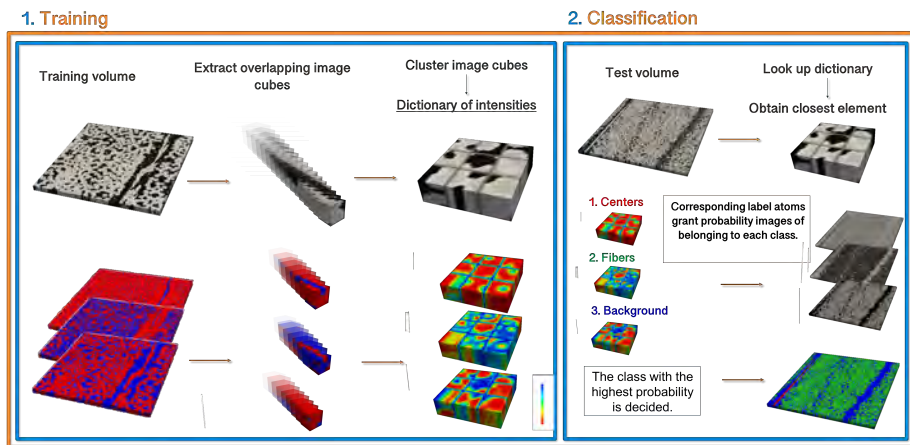 1. Training
Training volume
Extract overlapping image
cubes
Cluster image cubes
Dictionary of intensities
2. Classification
Test volume
Look up dictionary
Obtain closest element
1. Centers
Corresponding label atoms
grant probability images of
belonging to each class.
2. Fibers
3. Background
The class with the
highest probability
is decided.